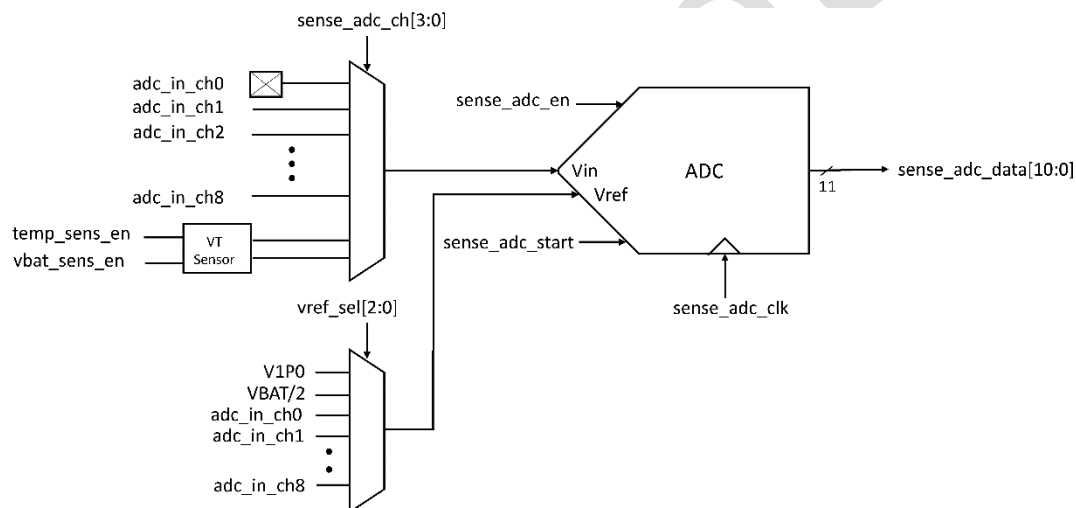 sense_adc_ch[3:0]
adc_in_ch0
adc_in_ch1
adc_in_ch2
adc_in_ch8
temp_sens_en
vbat_sens_en
VT
Sensor
sense_adc_en
Vin
Vref
ADC
sense_adc_start
sense_adc_clk
11
sense_adc_data[10:0]
vref_sel[2:0]
V1P0
VBAT/2
adc_in_ch0
adc_in_ch1
adc_in_ch8